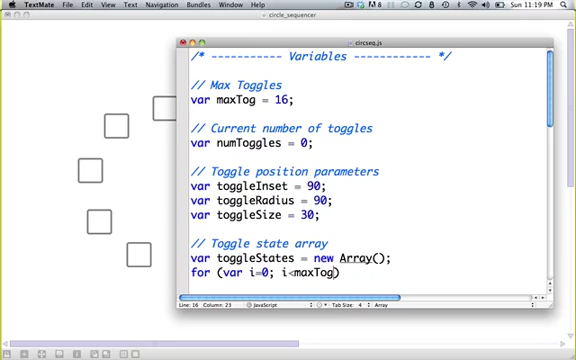 TextMate File Edit View Text Navigation Bundles Window Help
Sun 11:19 PM
circle_sequencer
circseq.js
/* ----------- Variables ------------ */
// Max Toggles
var maxTog = 16;
// Current number of toggles
var numToggles = 0;
// Toggle position parameters
var toggleInset = 90;
var toggleRadius = 90;
var toggleSize = 30;
// Toggle state array
var toggleStates = new Array();
for (var i=0; i<maxTog)
Line: 16 Column: 23 JavaScript Tab Size: 4 Array